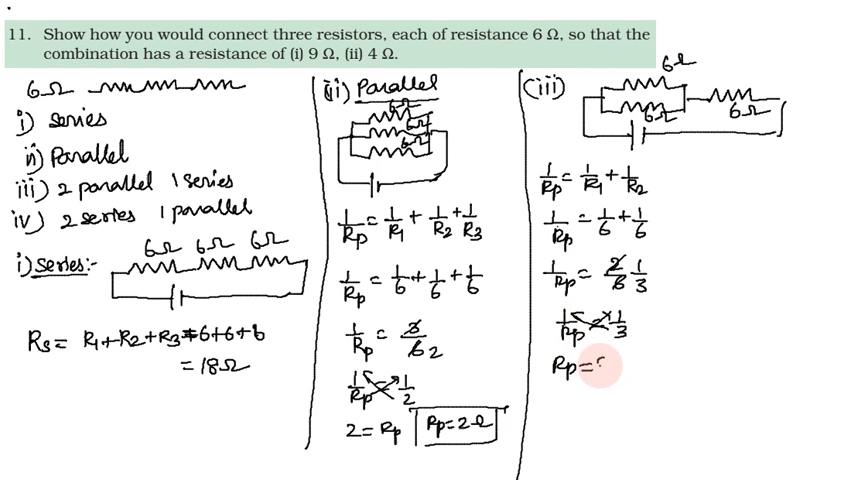 11. Show how you would connect three resistors, each of resistance 6 Ω, so that the
combination has a resistance of (i) 9 Ω, (ii) 4 Ω.
6Ω
i) Series
ii) Parallel
iii) 2 parallel 1 series
iv) 2 series 1 parallel
6Ω 6Ω 6Ω
i) Series:-
Rs = R1+R2+R3 = 6+6+6
= 18Ω
(ii) Parallel
6Ω
6Ω
6Ω
1/Rp = 1/R1 + 1/R2 + 1/R3
1/Rp = 1/6 + 1/6 + 1/6
1/Rp = 3/6 2
1/Rp = 1/2
2 = Rp Rp = 2Ω
(iii)
6Ω
6Ω 6Ω
1/Rp = 1/R1 + 1/R2
1/Rp = 1/6 + 1/6
1/Rp = 2/6 1/3
1/Rp = 1/3
Rp =